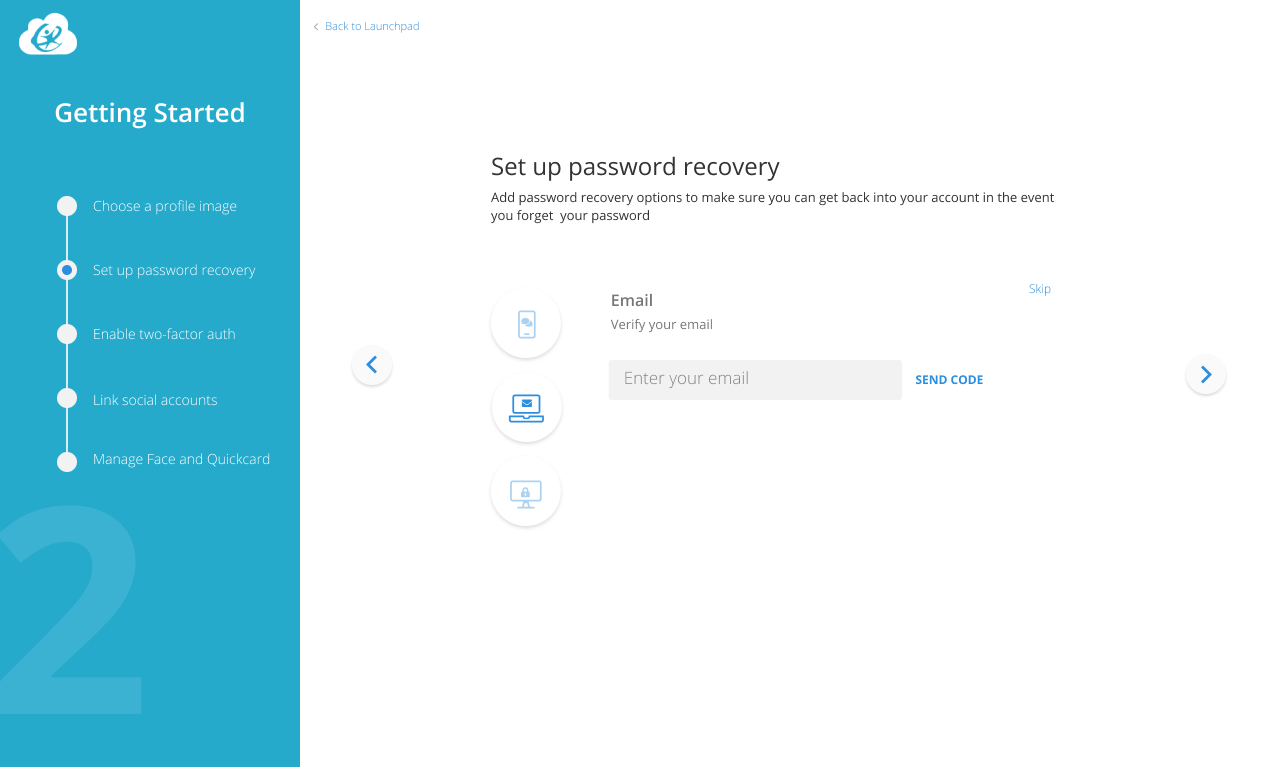 Back to Launchpad
Getting Started
Choose a profile image
Set up password recovery
Enable two-factor auth
Link social accounts
Manage Face and Quickcard
2
Set up password recovery
Add password recovery options to make sure you can get back into your account in the event
you forget  your password
Skip
Email
Verify your email
Enter your email
SEND CODE